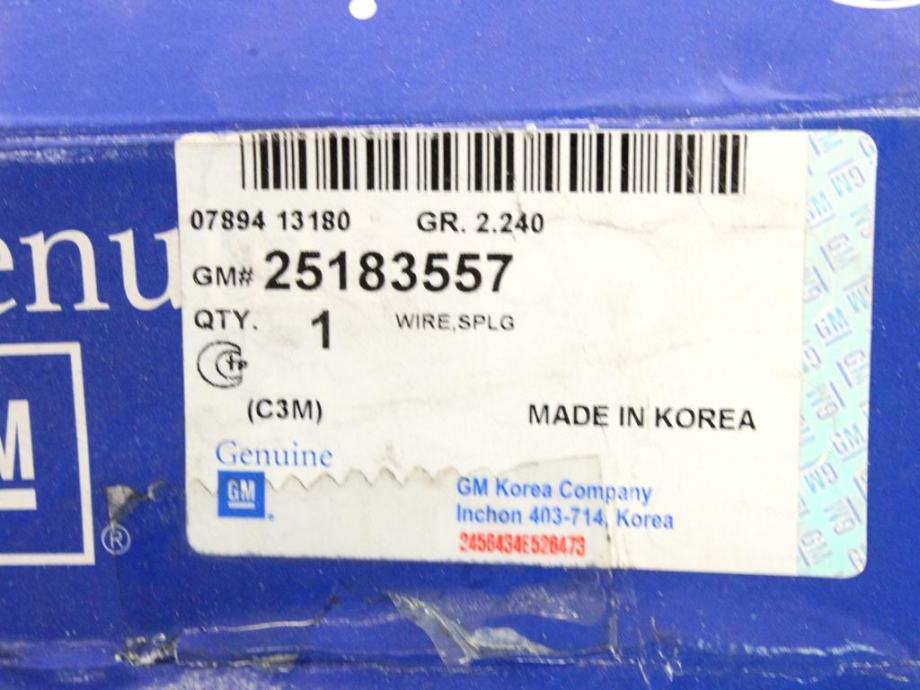 07894 13180 GR. 2.240
GM# 25183557
QTY. 1 WIRE,SPLG
(C3M) MADE IN KOREA
Genuine
GM
GM Korea Company
Inchon 403-714, Korea
2456434E526473
enu
M
®